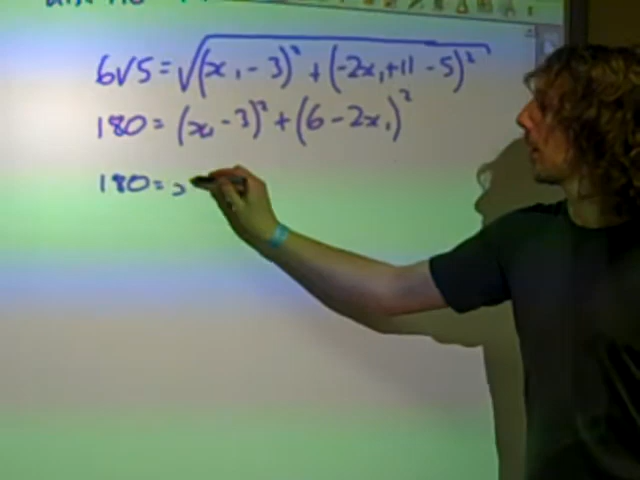 6√5 = √(x₁ - 3)² + (-2x₁ + 11 - 5)²
180 = (x₁ - 3)² + (6 - 2x₁)²
180 =